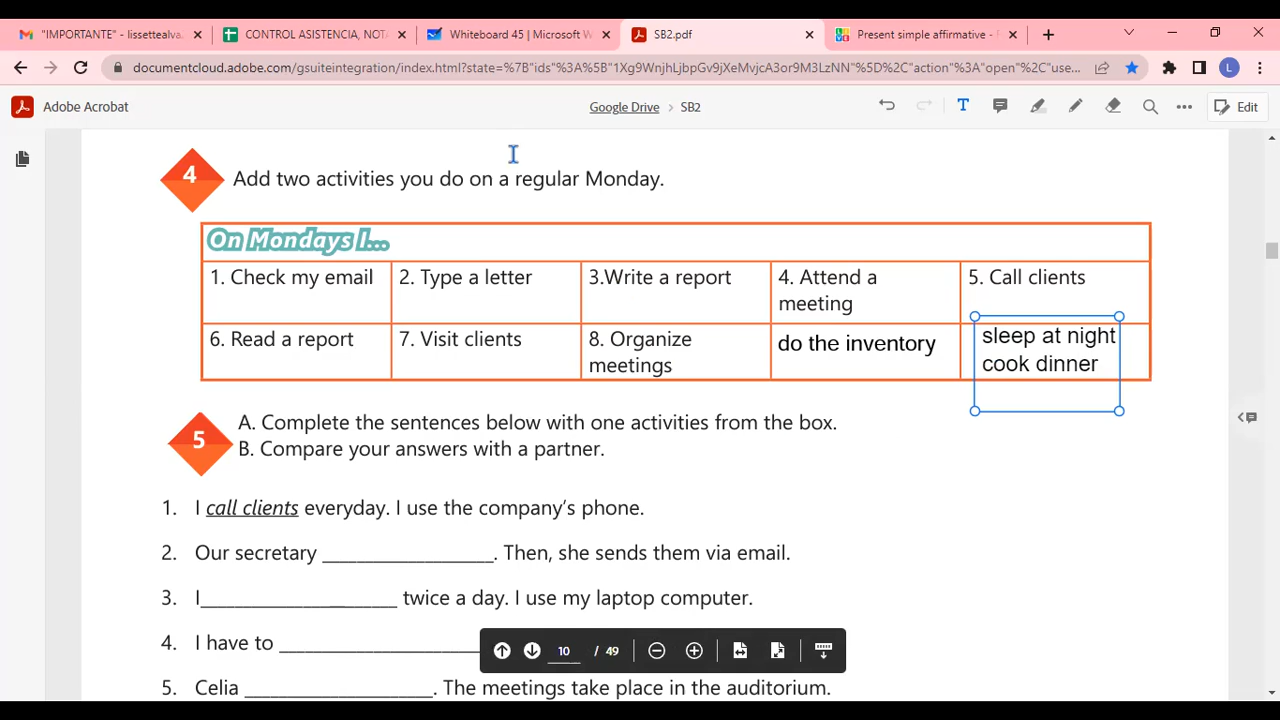 "IMPORTANTE" - lissettealva.
CONTROL ASISTENCIA, NOTA
Whiteboard 45 | Microsoft W
SB2.pdf
Present simple affirmative - F
documentcloud.adobe.com/gsuiteintegration/index.html?state=%7B"ids"%3A%5B"1Xg9WnjhLjbpGv9jXeMvjcA3or9M3LzNN"%5D%2C"action"%3A"open"%2C"use...
L
Adobe Acrobat
Google Drive > SB2
T
Edit
4
Add two activities you do on a regular Monday.
On Mondays I...
1. Check my email
2. Type a letter
3.Write a report
4. Attend a
meeting
5. Call clients
6. Read a report
7. Visit clients
8. Organize
meetings
do the inventory
sleep at night
cook dinner
5
A. Complete the sentences below with one activities from the box.
B. Compare your answers with a partner.
1. I call clients everyday. I use the company's phone.
2. Our secretary ___________________. Then, she sends them via email.
3. I______________________ twice a day. I use my laptop computer.
4. I have to ______________________
10 / 49
5. Celia _____________________. The meetings take place in the auditorium.